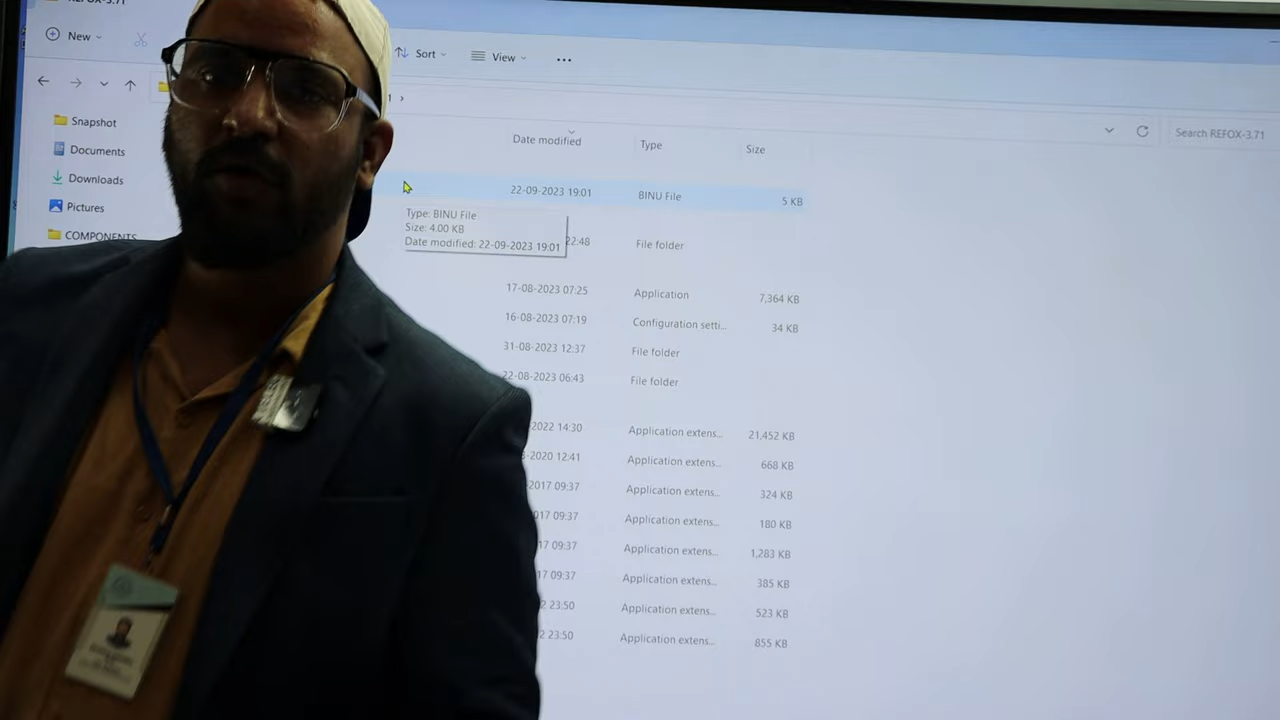 REFOX-3.71
New
Sort
View
...
Search REFOX-3.71
Snapshot
Documents
Downloads
Pictures
COMPONENTS
Date modified Type Size
22-09-2023 19:01 BINU File 5 KB
Type: BINU File
Size: 4.00 KB
Date modified: 22-09-2023 19:01
22:48 File folder
17-08-2023 07:25 Application 7,364 KB
16-08-2023 07:19 Configuration setti... 34 KB
31-08-2023 12:37 File folder
22-08-2023 06:43 File folder
2022 14:30 Application extens... 21,452 KB
-2020 12:41 Application extens... 668 KB
-2017 09:37 Application extens... 324 KB
017 09:37 Application extens... 180 KB
17 09:37 Application extens... 1,283 KB
17 09:37 Application extens... 385 KB
2 23:50 Application extens... 523 KB
2 23:50 Application extens... 855 KB